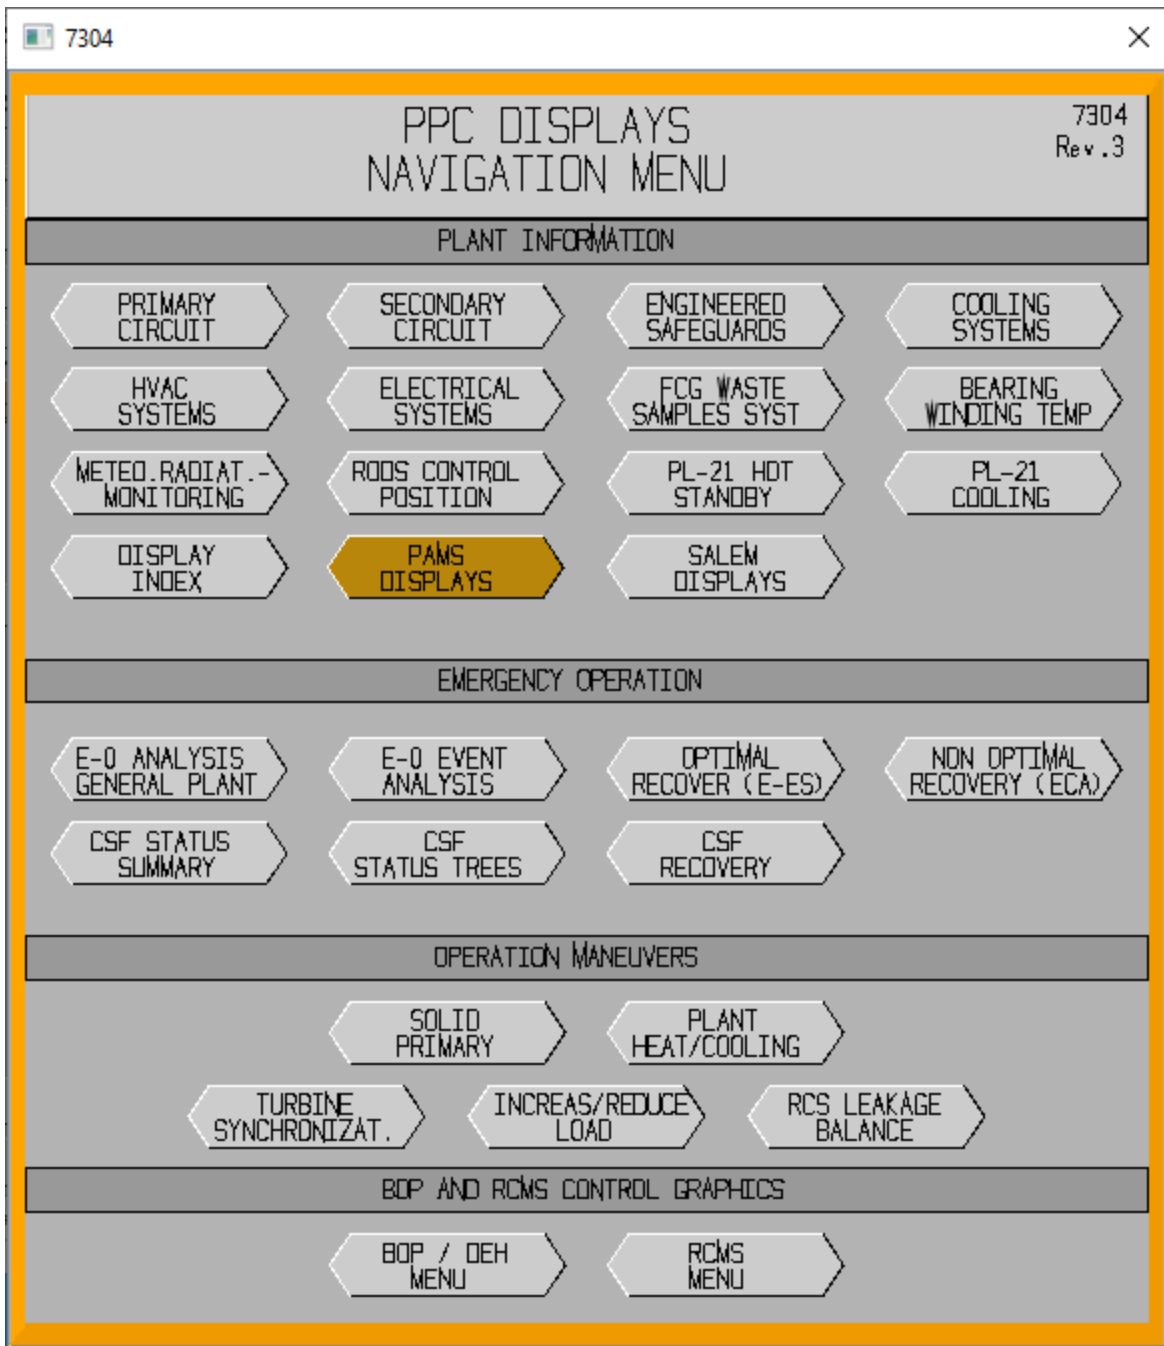 7304
PPC DISPLAYS
NAVIGATION MENU
7304
Rev.3
PLANT INFORMATION
PRIMARY
CIRCUIT
SECONDARY
CIRCUIT
ENGINEERED
SAFEGUARDS
COOLING
SYSTEMS
HVAC
SYSTEMS
ELECTRICAL
SYSTEMS
FCG WASTE
SAMPLES SYST
BEARING
WINDING TEMP
METEO.RADIAT.-
MONITORING
RODS CONTROL
POSITION
PL-21 HOT
STANDBY
PL-21
COOLING
DISPLAY
INDEX
PAMS
DISPLAYS
SALEM
DISPLAYS
EMERGENCY OPERATION
E-0 ANALYSIS
GENERAL PLANT
E-0 EVENT
ANALYSIS
OPTIMAL
RECOVER (E-ES)
NON OPTIMAL
RECOVERY (ECA)
CSF STATUS
SUMMARY
CSF
STATUS TREES
CSF
RECOVERY
OPERATION MANEUVERS
SOLID
PRIMARY
PLANT
HEAT/COOLING
TURBINE
SYNCHRONIZAT.
INCREAS/REDUCE
LOAD
RCS LEAKAGE
BALANCE
BOP AND RCMS CONTROL GRAPHICS
BOP / DEH
MENU
RCMS
MENU